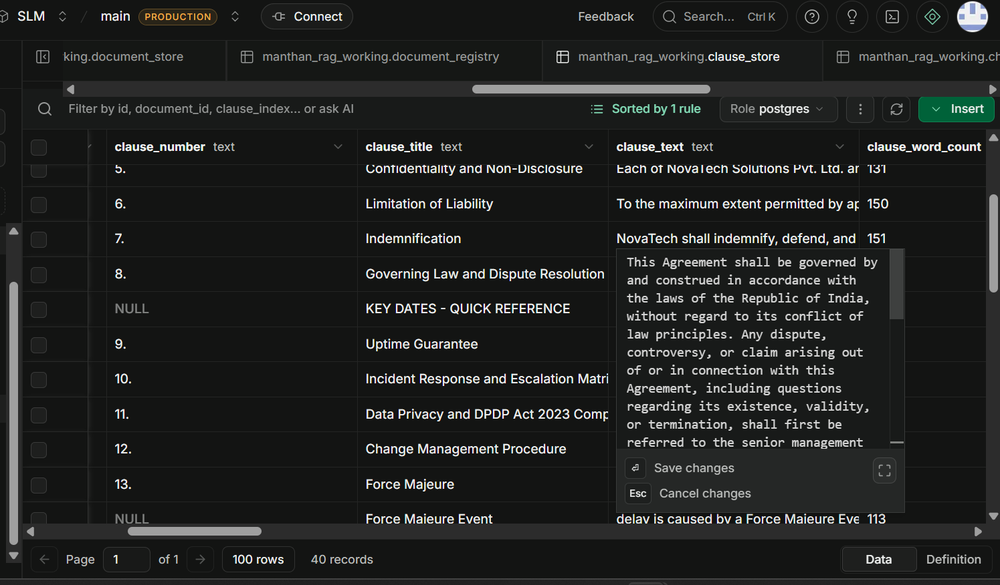 SLM
main
PRODUCTION
Connect
Feedback
Search...
Ctrl K
king.document_store
manthan_rag_working.document_registry
manthan_rag_working.clause_store
manthan_rag_working.ch
Filter by id, document_id, clause_index... or ask AI
Sorted by 1 rule
Role postgres
Insert
clause_number text
clause_title text
clause_text text
clause_word_count
5.
Confidentiality and Non-Disclosure
Each of NovaTech Solutions Pvt. Ltd. ar
131
6.
Limitation of Liability
To the maximum extent permitted by ap
150
7.
Indemnification
NovaTech shall indemnify, defend, and
151
8.
Governing Law and Dispute Resolution
NULL
KEY DATES - QUICK REFERENCE
9.
Uptime Guarantee
10.
Incident Response and Escalation Matri
11.
Data Privacy and DPDP Act 2023 Comp
12.
Change Management Procedure
13.
Force Majeure
NULL
Force Majeure Event
delay is caused by a Force Majeure Eve
113
This Agreement shall be governed by
and construed in accordance with
the laws of the Republic of India,
without regard to its conflict of
law principles. Any dispute,
controversy, or claim arising out
of or in connection with this
Agreement, including questions
regarding its existence, validity,
or termination, shall first be
referred to the senior management
Save changes
Esc
Cancel changes
Page
1
of 1
100 rows
40 records
Data
Definition